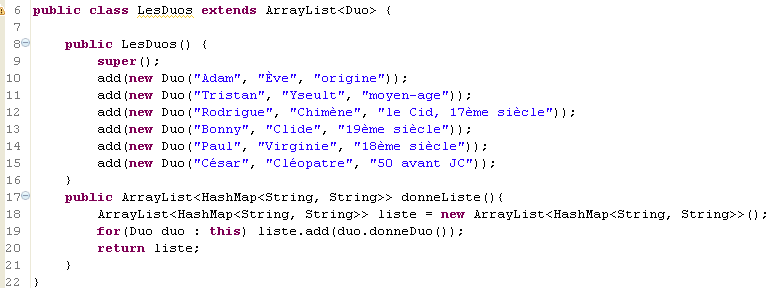 6 public class LesDuos extends ArrayList<Duo> {
7
8 public LesDuos() {
9 super();
10 add(new Duo("Adam", "Ève", "origine"));
11 add(new Duo("Tristan", "Yseult", "moyen-age"));
12 add(new Duo("Rodrigue", "Chimène", "le Cid, 17ème siècle"));
13 add(new Duo("Bonny", "Clide", "19ème siècle"));
14 add(new Duo("Paul", "Virginie", "18ème siècle"));
15 add(new Duo("César", "Cléopatre", "50 avant JC"));
16 }
17 public ArrayList<HashMap<String, String>> donneListe(){
18 ArrayList<HashMap<String, String>> liste = new ArrayList<HashMap<String, String>>();
19 for(Duo duo : this) liste.add(duo.donneDuo());
20 return liste;
21 }
22 }